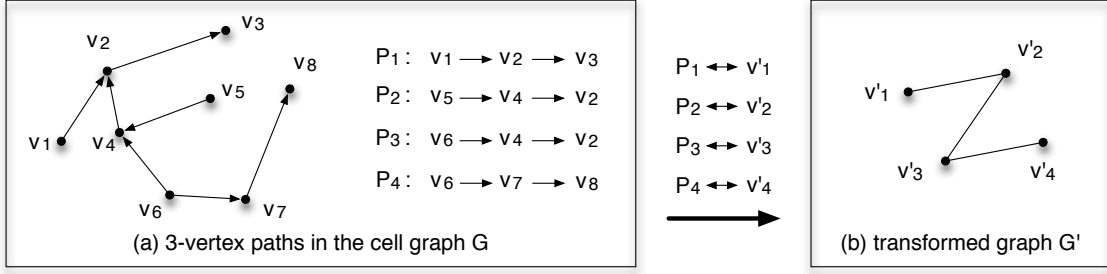 v3
v2
v8
v5
v1
v4
v6
v7
P1 : v1 → v2 → v3
P2 : v5 → v4 → v2
P3 : v6 → v4 → v2
P4 : v6 → v7 → v8
(a) 3-vertex paths in the cell graph G
P1 ↔ v'1
P2 ↔ v'2
P3 ↔ v'3
P4 ↔ v'4
v'2
v'1
v'3
v'4
(b) transformed graph G'